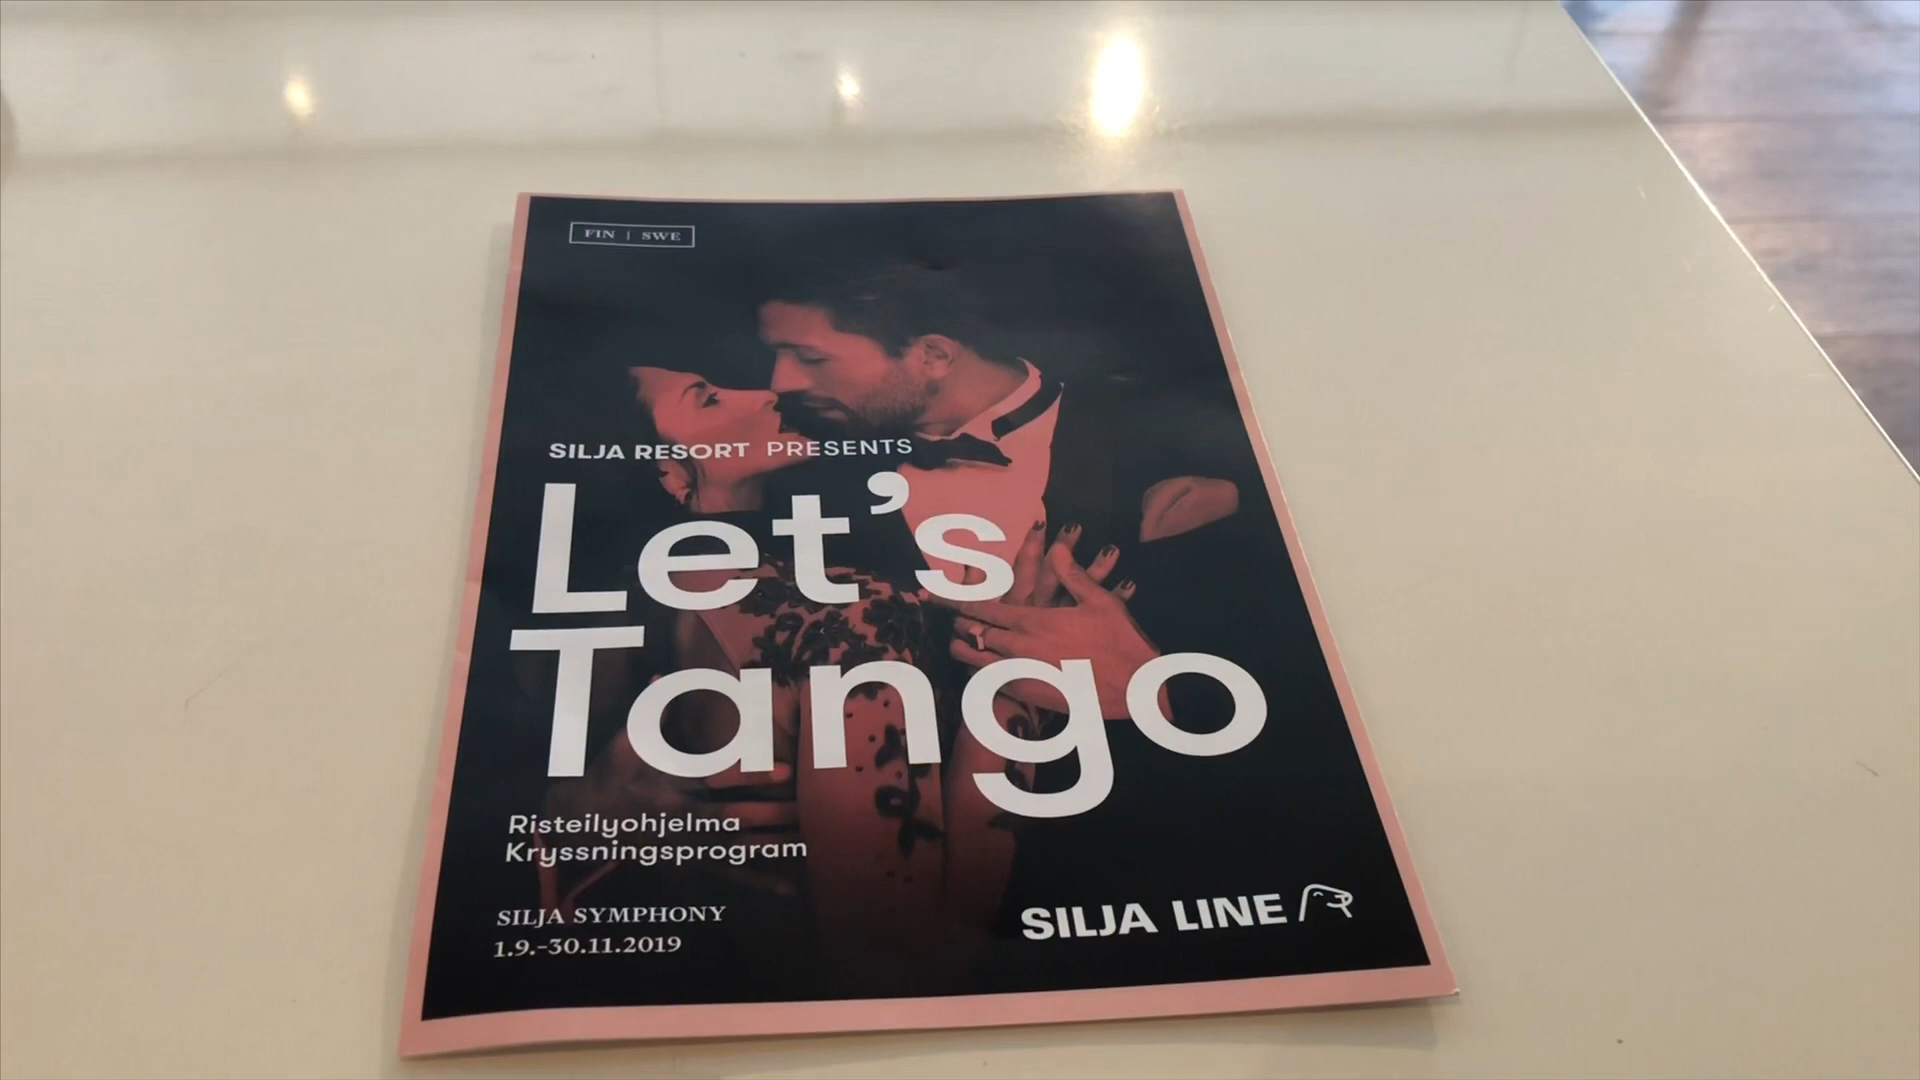 FIN | SWE
SILJA RESORT PRESENTS
Let's
Tango
Risteilyohjelma
Kryssningsprogram
SILJA SYMPHONY
1.9.-30.11.2019
SILJA LINE